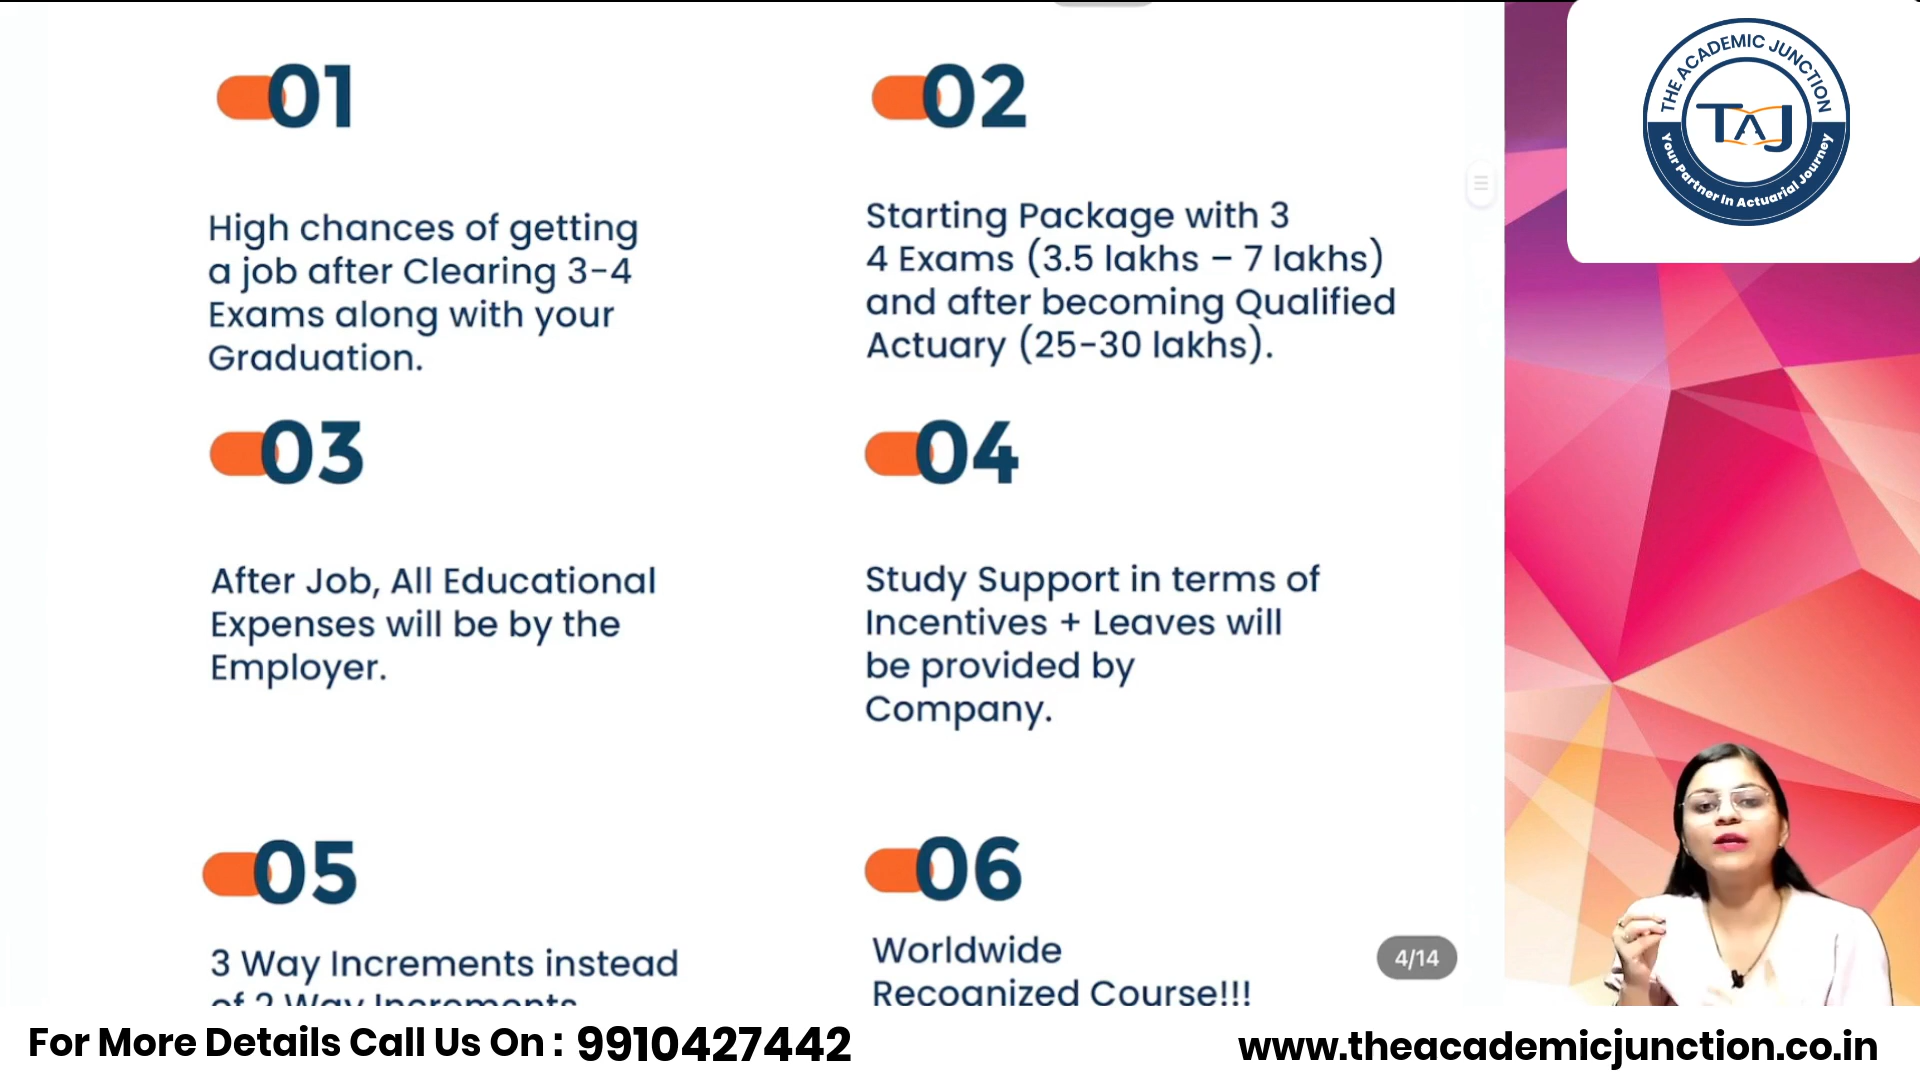 01
High chances of getting
a job after Clearing 3-4
Exams along with your
Graduation.
02
Starting Package with 3
4 Exams (3.5 lakhs – 7 lakhs)
and after becoming Qualified
Actuary (25-30 lakhs).
03
After Job, All Educational
Expenses will be by the
Employer.
04
Study Support in terms of
Incentives + Leaves will
be provided by
Company.
05
3 Way Increments instead
of 2 Way Increments
06
Worldwide
Recognized Course!!!
4/14
THE ACADEMIC JUNCTION
TAJ
Your Partner In Actuarial Journey
For More Details Call Us On : 9910427442
www.theacademicjunction.co.in